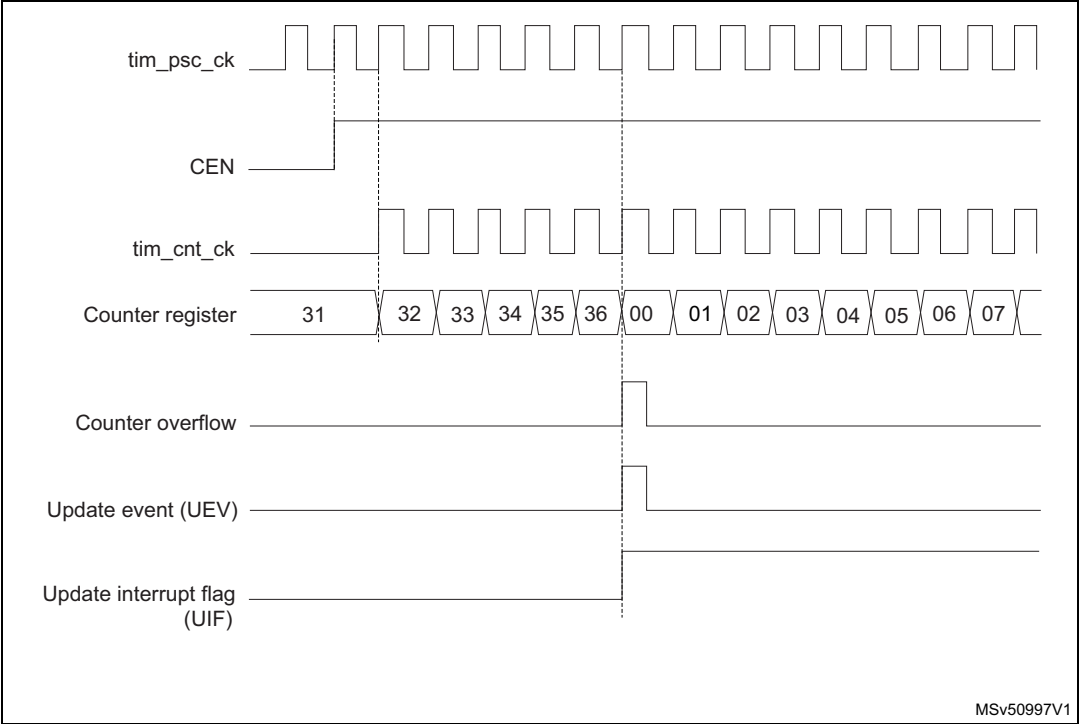 tim_psc_ck
CEN
tim_cnt_ck
Counter register 31 32 33 34 35 36 00 01 02 03 04 05 06 07
Counter overflow
Update event (UEV)
Update interrupt flag
(UIF)
MSv50997V1